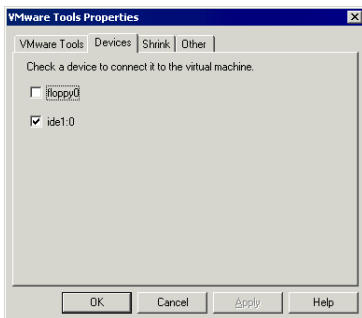 VMware Tools Properties
VMware Tools Devices Shrink Other
Check a device to connect it to the virtual machine.
floppy0
ide1:0
OK Cancel Apply Help